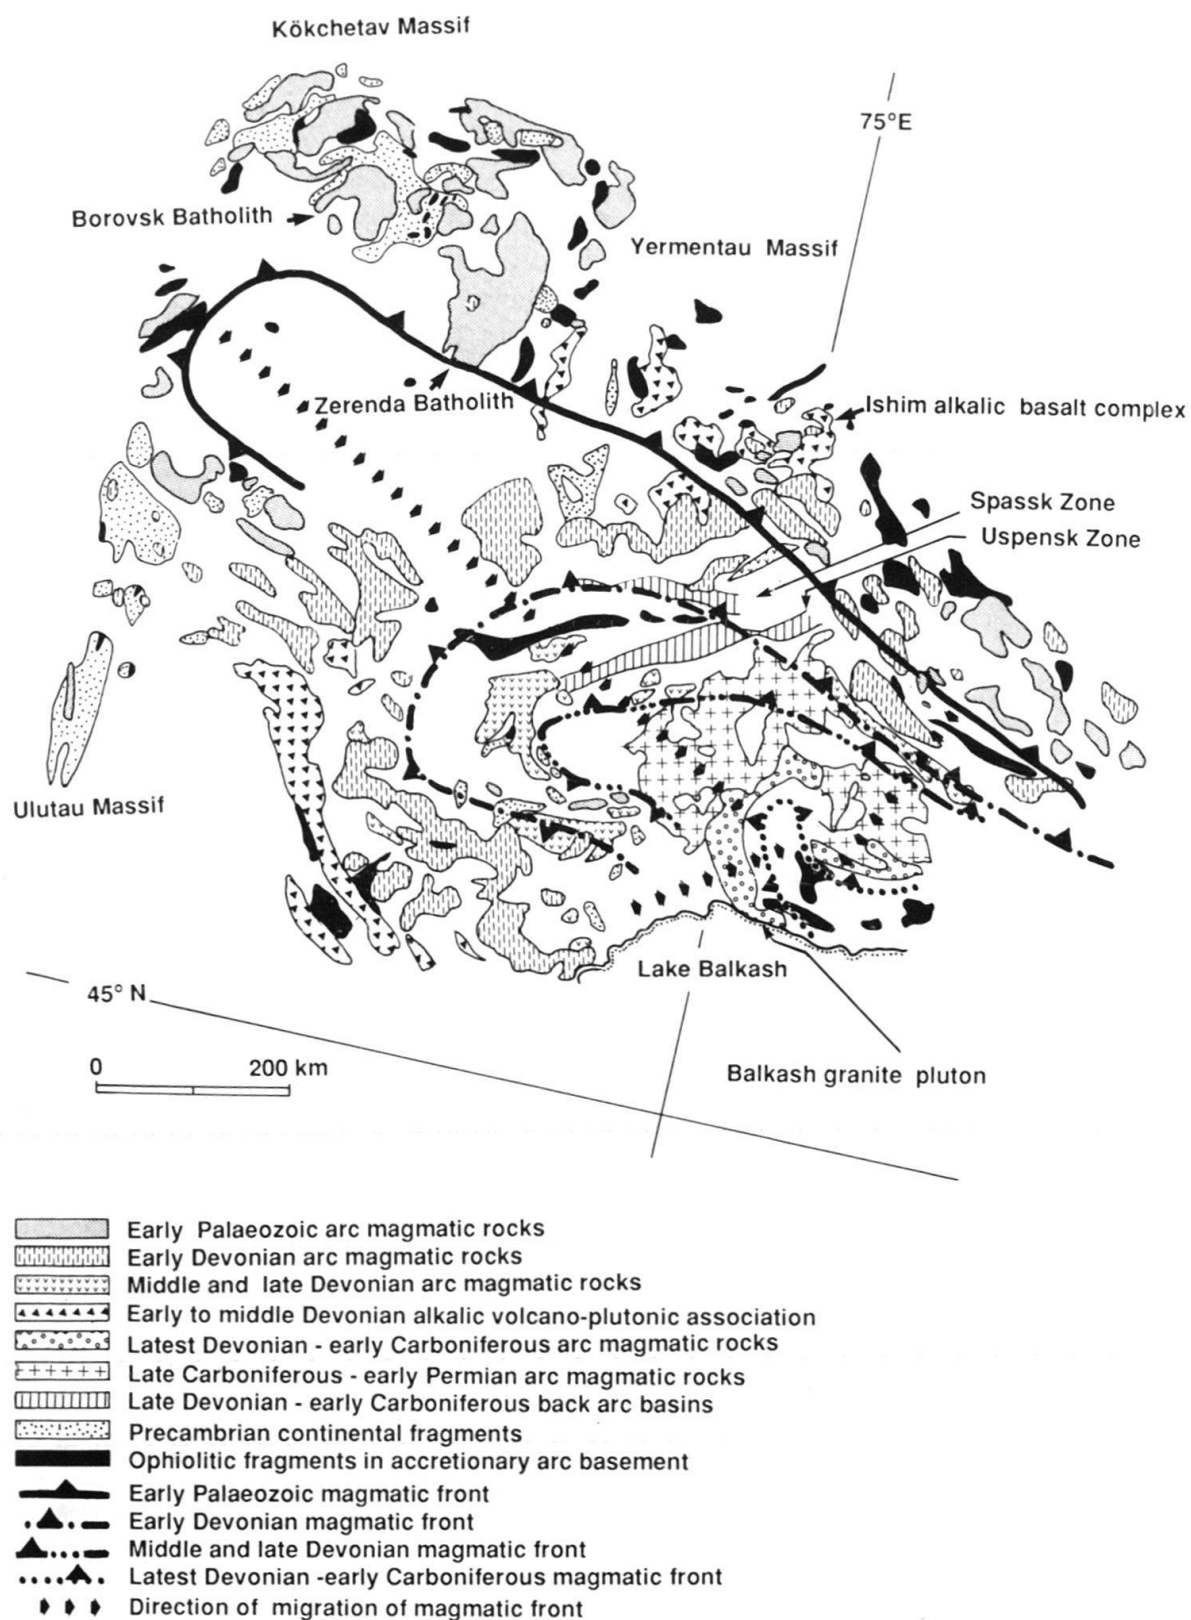 Kökchetav Massif
75°E
Borovsk Batholith
Yermentau Massif
Zerenda Batholith
Ishim alkalic basalt complex
Spassk Zone
Uspensk Zone
Ulutau Massif
Lake Balkash
45° N
0 200 km
Balkash granite pluton
Early Palaeozoic arc magmatic rocks
Early Devonian arc magmatic rocks
Middle and late Devonian arc magmatic rocks
Early to middle Devonian alkalic volcano-plutonic association
Latest Devonian - early Carboniferous arc magmatic rocks
Late Carboniferous - early Permian arc magmatic rocks
Late Devonian - early Carboniferous back arc basins
Precambrian continental fragments
Ophiolitic fragments in accretionary arc basement
Early Palaeozoic magmatic front
Early Devonian magmatic front
Middle and late Devonian magmatic front
Latest Devonian -early Carboniferous magmatic front
Direction of migration of magmatic front